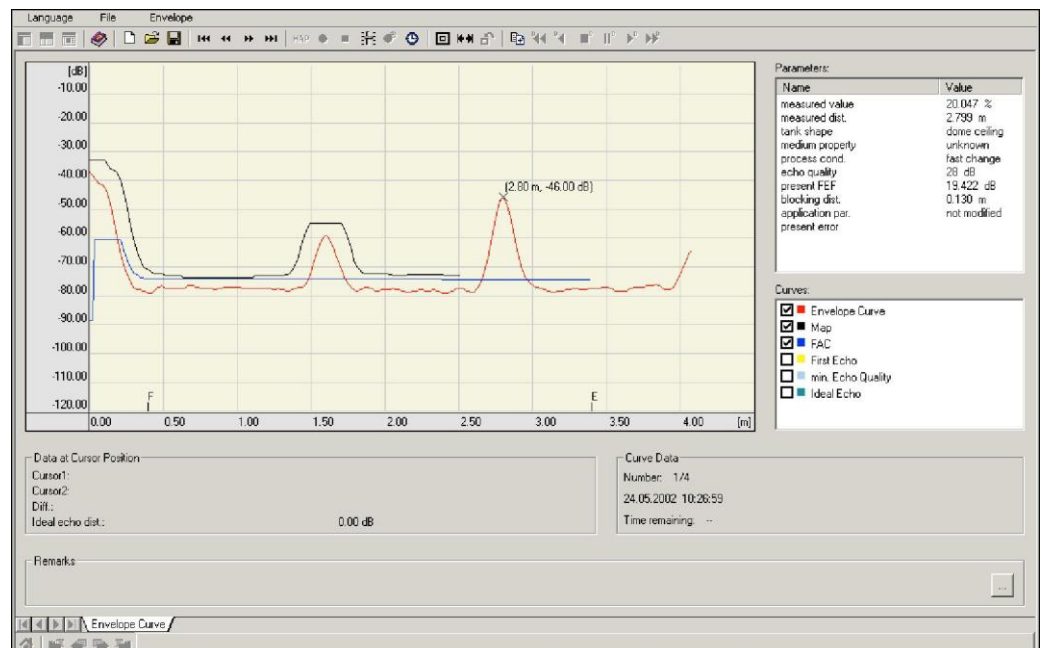 Language File Envelope
MAP
[dB]
-10.00
-20.00
-30.00
-40.00
-50.00
-60.00
-70.00
-80.00
-90.00
-100.00
-110.00
-120.00
(2.80 m, -46.00 dB)
F
E
0.00 0.50 1.00 1.50 2.00 2.50 3.00 3.50 4.00 [m]
Parameters:
Name Value
measured value 20.047 %
measured dist. 2.799 m
tank shape dome ceiling
medium property unknown
process cond. fast change
echo quality 28 dB
present FEF 19.422 dB
blocking dist. 0.130 m
application par. not modified
present error
Curves:
Envelope Curve
Map
FAC
First Echo
min. Echo Quality
Ideal Echo
Data at Cursor Position
Cursor1:
Cursor2:
Diff.:
Ideal echo dist.: 0.00 dB
Curve Data
Number: 1/4
24.05.2002 10:26:59
Time remaining: --
Remarks
...
Envelope Curve